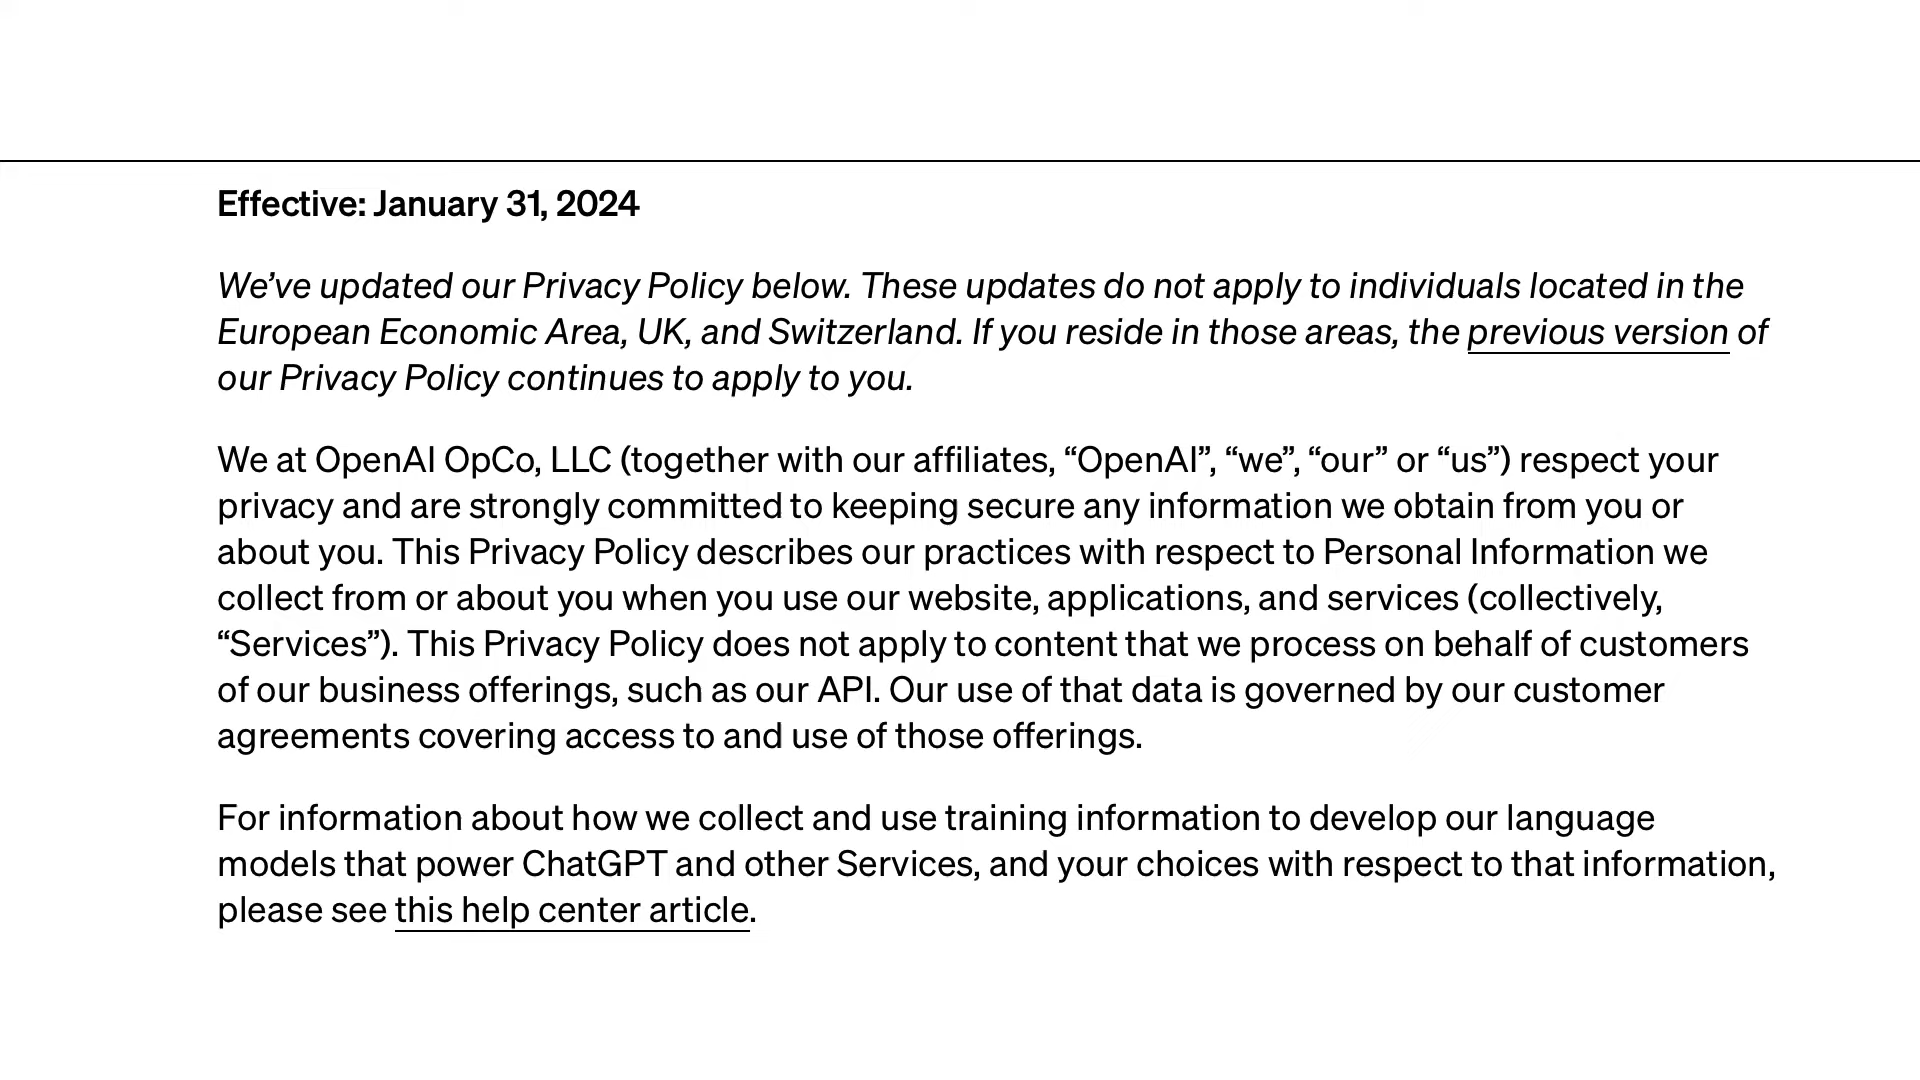 Effective: January 31, 2024
We’ve updated our Privacy Policy below. These updates do not apply to individuals located in the
European Economic Area, UK, and Switzerland. If you reside in those areas, the previous version of
our Privacy Policy continues to apply to you.
We at OpenAI OpCo, LLC (together with our affiliates, “OpenAI”, “we”, “our” or “us”) respect your
privacy and are strongly committed to keeping secure any information we obtain from you or
about you. This Privacy Policy describes our practices with respect to Personal Information we
collect from or about you when you use our website, applications, and services (collectively,
“Services”). This Privacy Policy does not apply to content that we process on behalf of customers
of our business offerings, such as our API. Our use of that data is governed by our customer
agreements covering access to and use of those offerings.
For information about how we collect and use training information to develop our language
models that power ChatGPT and other Services, and your choices with respect to that information,
please see this help center article.